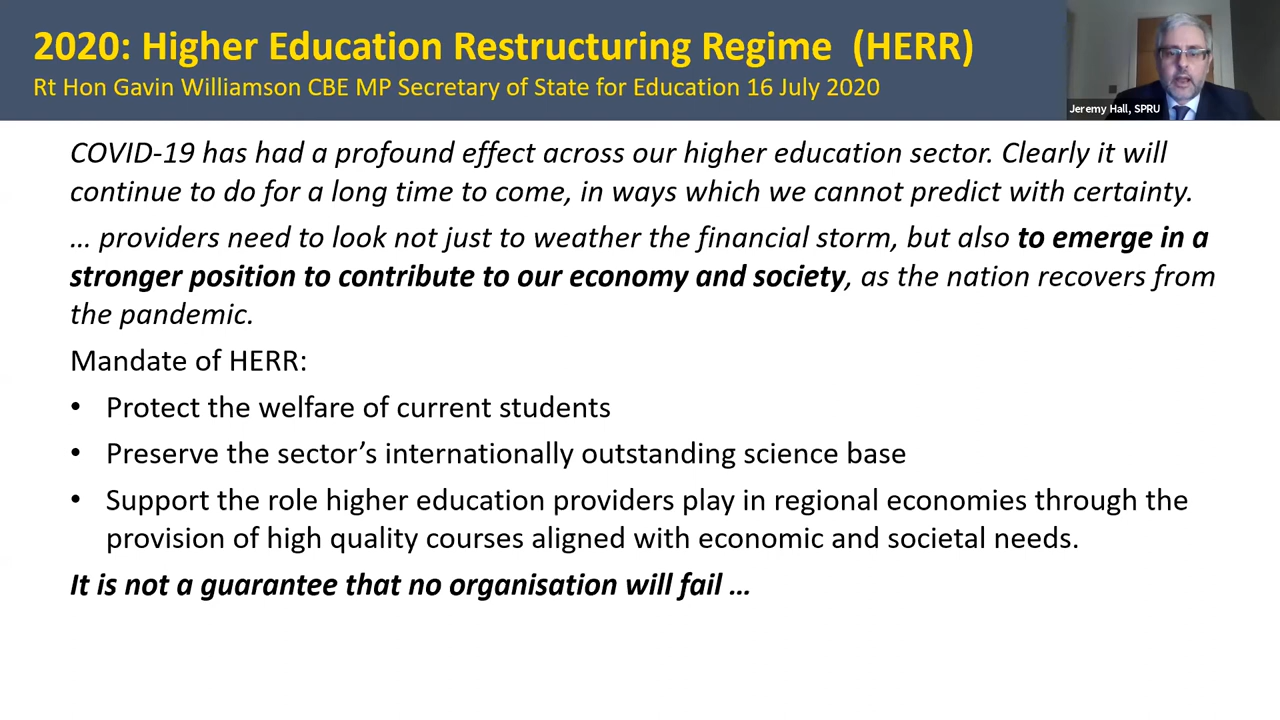 2020: Higher Education Restructuring Regime (HERR)
Rt Hon Gavin Williamson CBE MP Secretary of State for Education 16 July 2020
Jeremy Hall, SPRU
COVID-19 has had a profound effect across our higher education sector. Clearly it will
continue to do for a long time to come, in ways which we cannot predict with certainty.
... providers need to look not just to weather the financial storm, but also to emerge in a
stronger position to contribute to our economy and society, as the nation recovers from
the pandemic.
Mandate of HERR:
• Protect the welfare of current students
• Preserve the sector’s internationally outstanding science base
• Support the role higher education providers play in regional economies through the
provision of high quality courses aligned with economic and societal needs.
It is not a guarantee that no organisation will fail ...